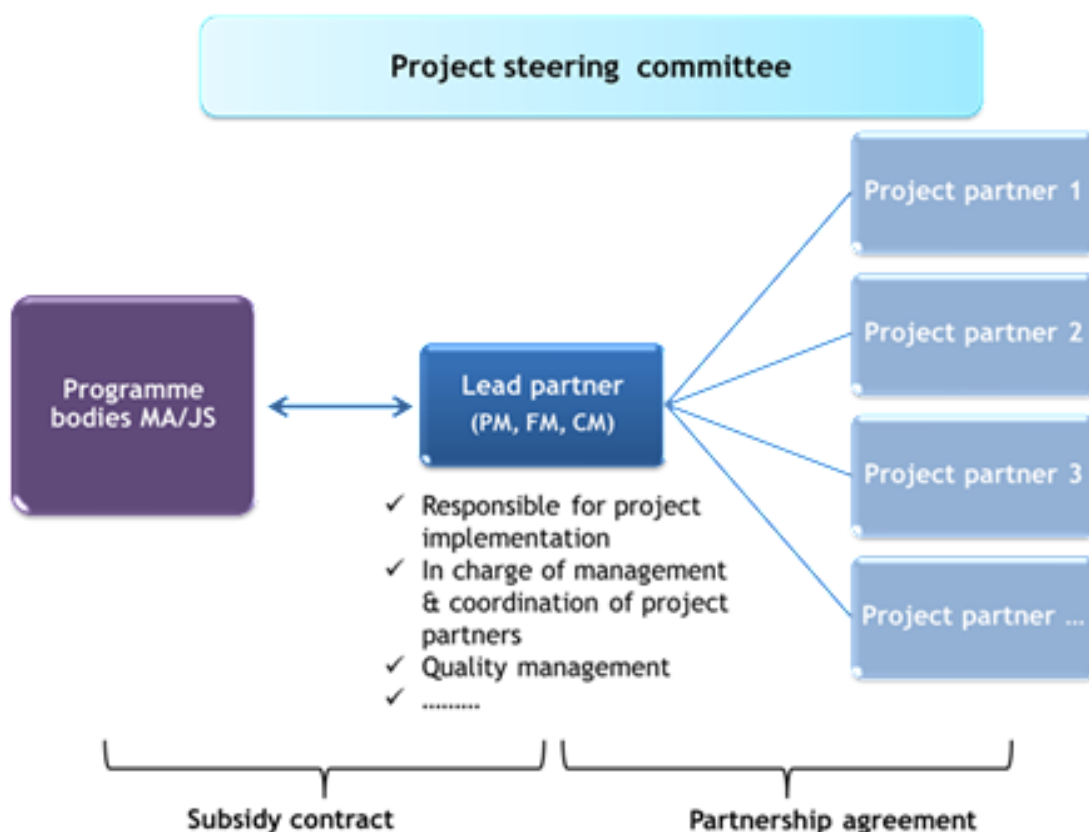 Project steering committee
Project partner 1
Project partner 2
Programme
bodies MA/JS
Lead partner
(PM, FM, CM)
Project partner 3
✓ Responsible for project
implementation
✓ In charge of management
& coordination of project
partners
✓ Quality management
✓ .........
Project partner ...
Subsidy contract
Partnership agreement